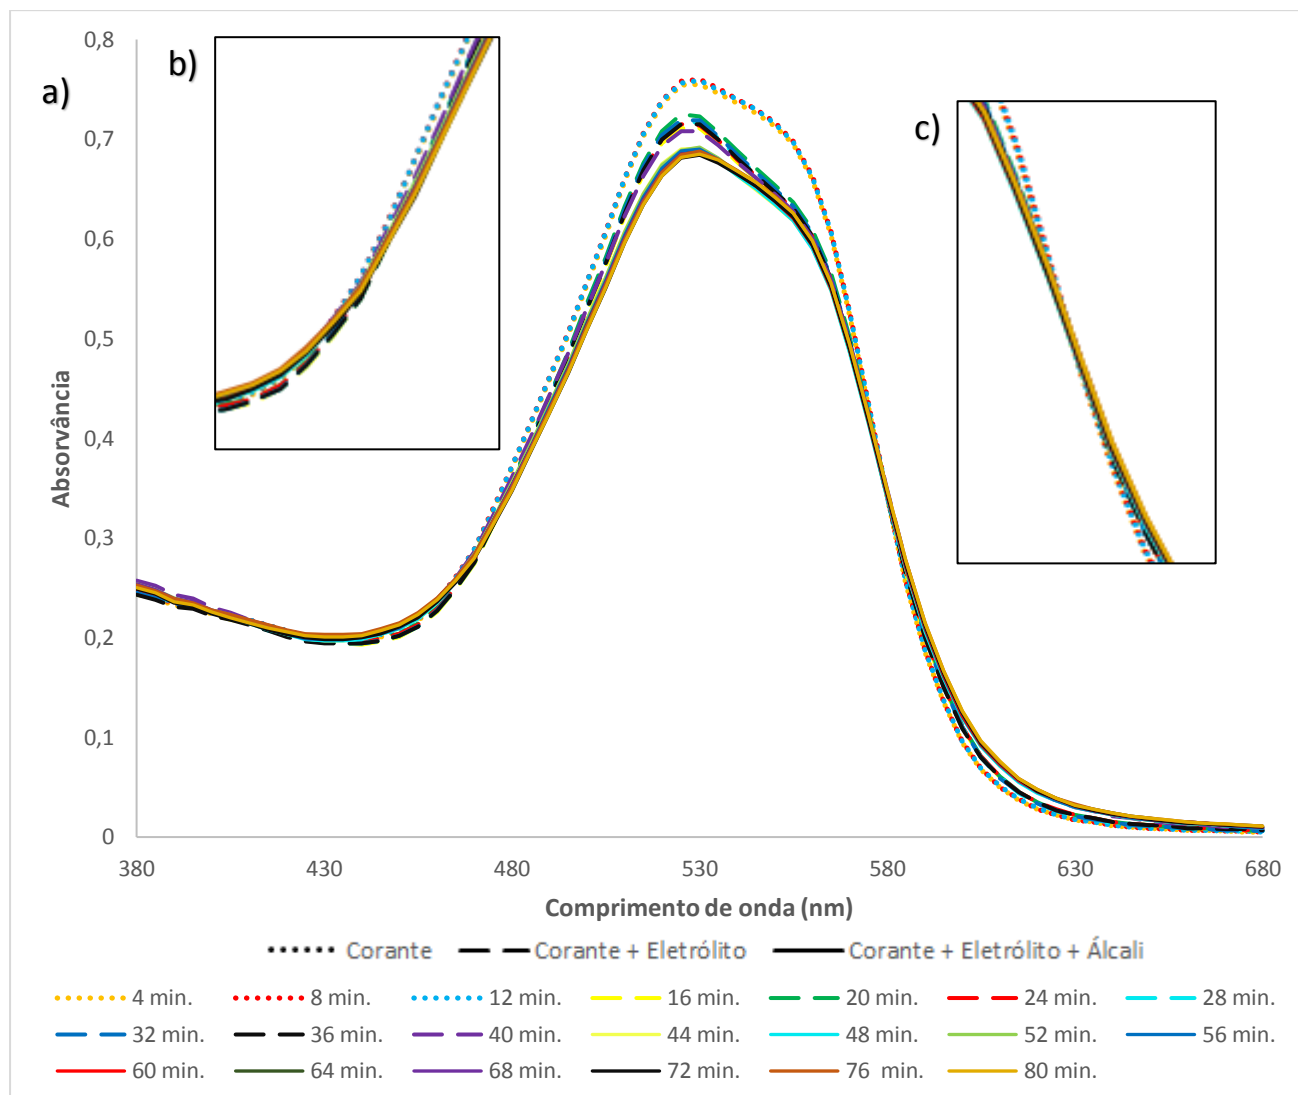 a)
b)
c)
0,8
0,7
0,6
0,5
0,4
0,3
0,2
0,1
0
Absorvância
380 430 480 530 580 630 680
Comprimento de onda (nm)
Corante Corante + Eletrólito Corante + Eletrólito + Álcali
4 min. 8 min. 12 min. 16 min. 20 min. 24 min. 28 min.
32 min. 36 min. 40 min. 44 min. 48 min. 52 min. 56 min.
60 min. 64 min. 68 min. 72 min. 76 min. 80 min.